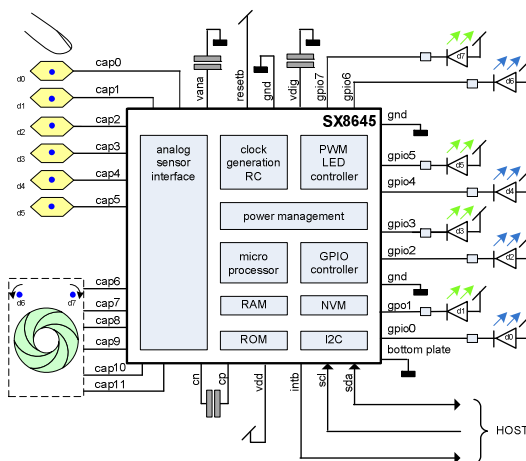 cap0
cap1
cap2
cap3
cap4
cap5
d0
d1
d2
d3
d4
d5
vana
resetb
gnd
vdig
gpio7
gpio6
d7
d6
SX8645
analog sensor interface
clock generation RC
PWM LED controller
power management
micro processor
GPIO controller
RAM
NVM
ROM
I2C
gnd
gpio5
d5
gpio4
d4
gpio3
d3
gpio2
d2
gnd
gpo1
d1
gpio0
d0
bottom plate
cap6
cap7
cap8
cap9
cap10
cap11
d6
d7
cn
cp
vdd
intb
scl
sda
HOST